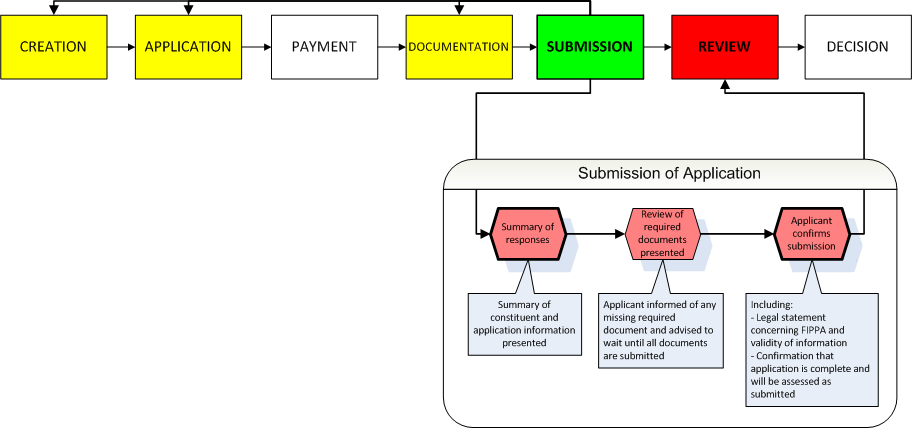 CREATION
APPLICATION
PAYMENT
DOCUMENTATION
SUBMISSION
REVIEW
DECISION
Submission of Application
Summary of
responses
Review of
required
documents
presented
Applicant
confirms
submission
Summary of
constituent and
application information
presented
Applicant informed of any
missing required
document and advised to
wait until all documents
are submitted
Including:
- Legal statement
concerning FIPPA and
validity of information
- Confirmation that
application is complete and
will be assessed as
submitted